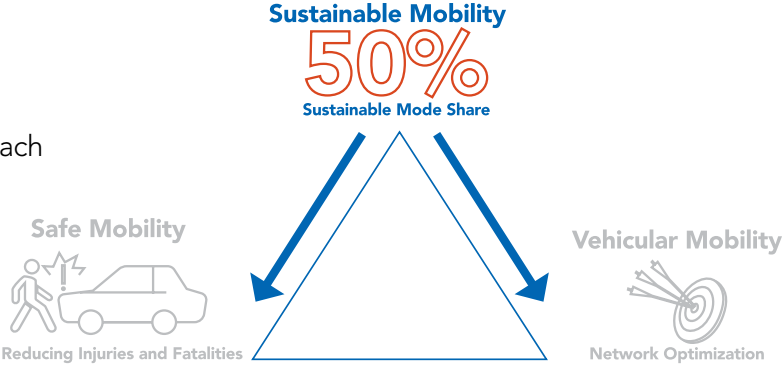 Sustainable Mobility
50%
Sustainable Mode Share
ach
Safe Mobility
Reducing Injuries and Fatalities
Vehicular Mobility
Network Optimization